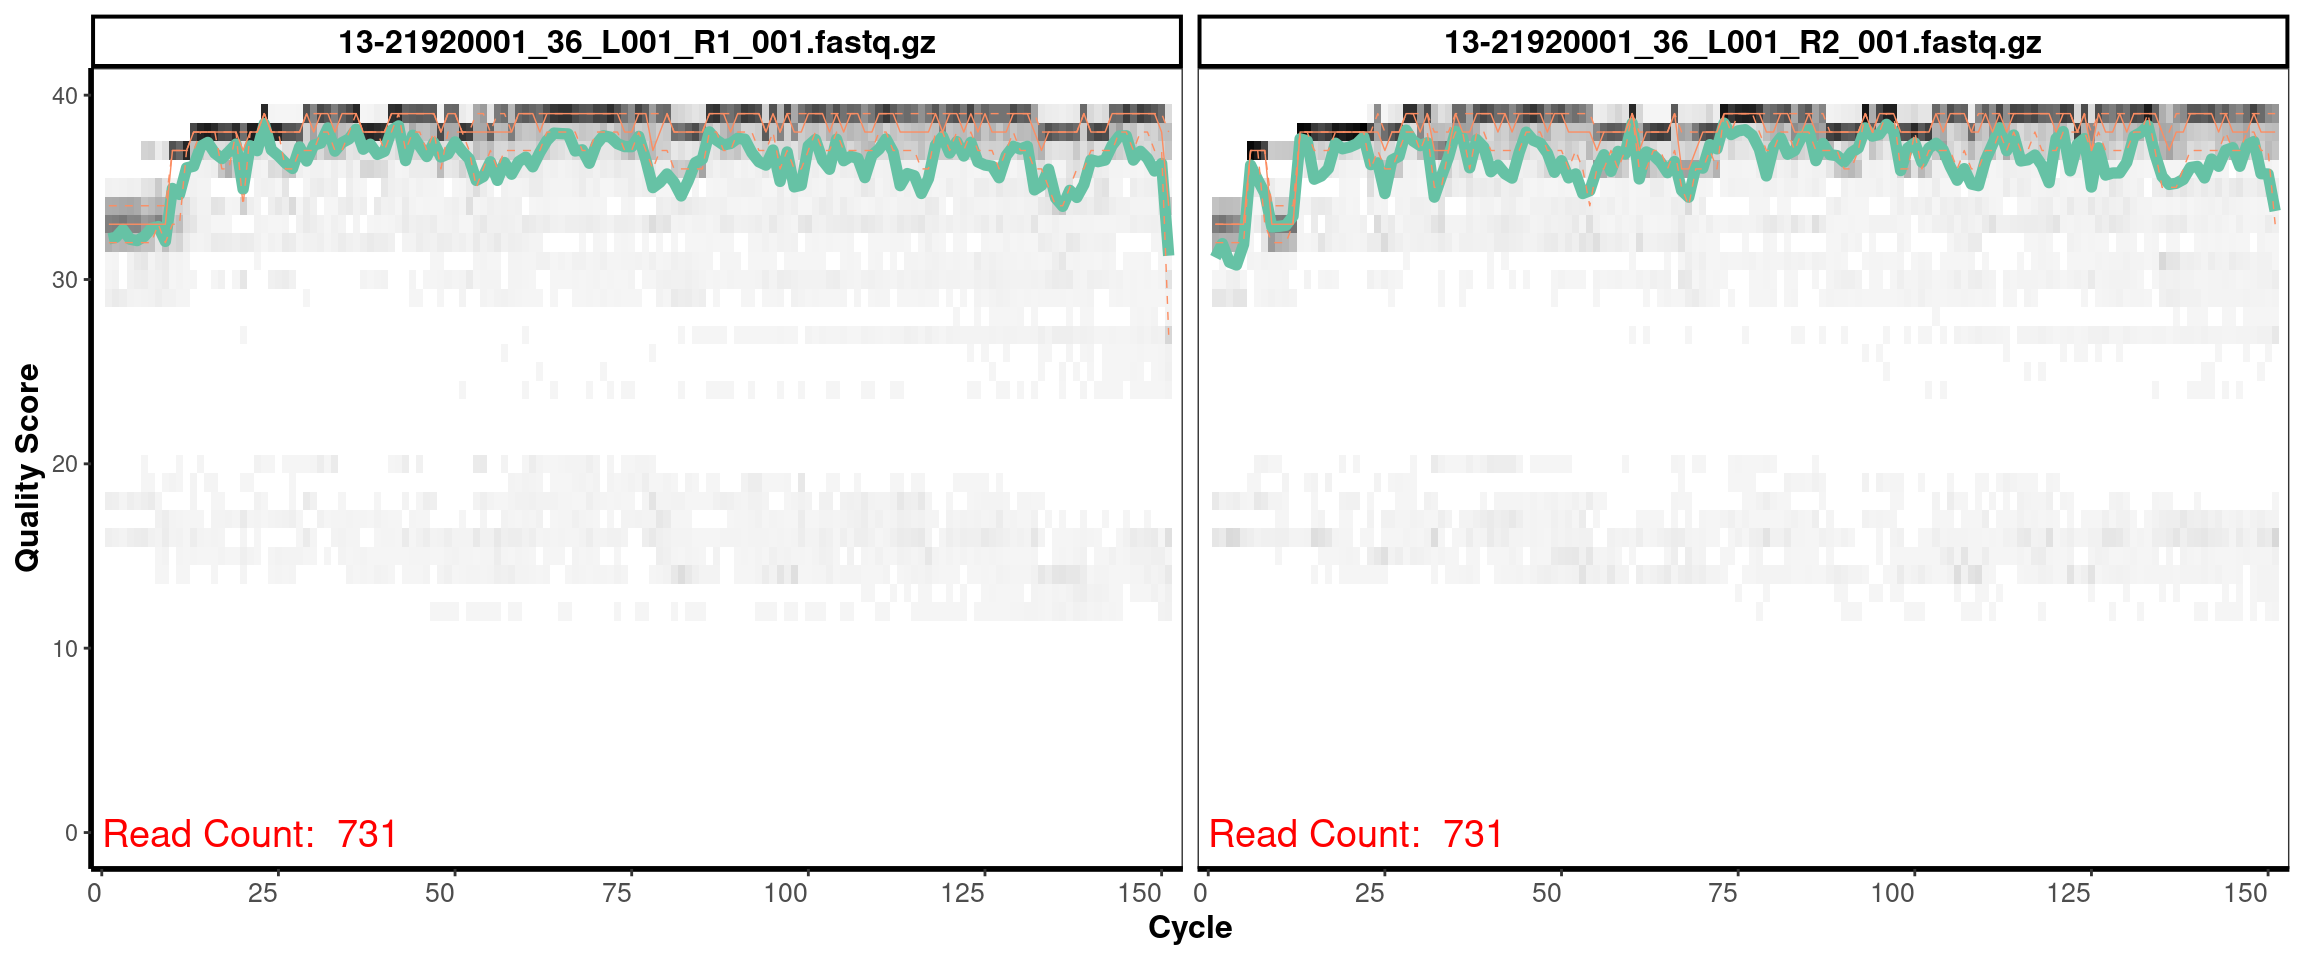 13-21920001_36_L001_R1_001.fastq.gz
13-21920001_36_L001_R2_001.fastq.gz
Quality Score
40
30
20
10
0
Read Count: 731
Read Count: 731
0 25 50 75 100 125 150
0 25 50 75 100 125 150
Cycle